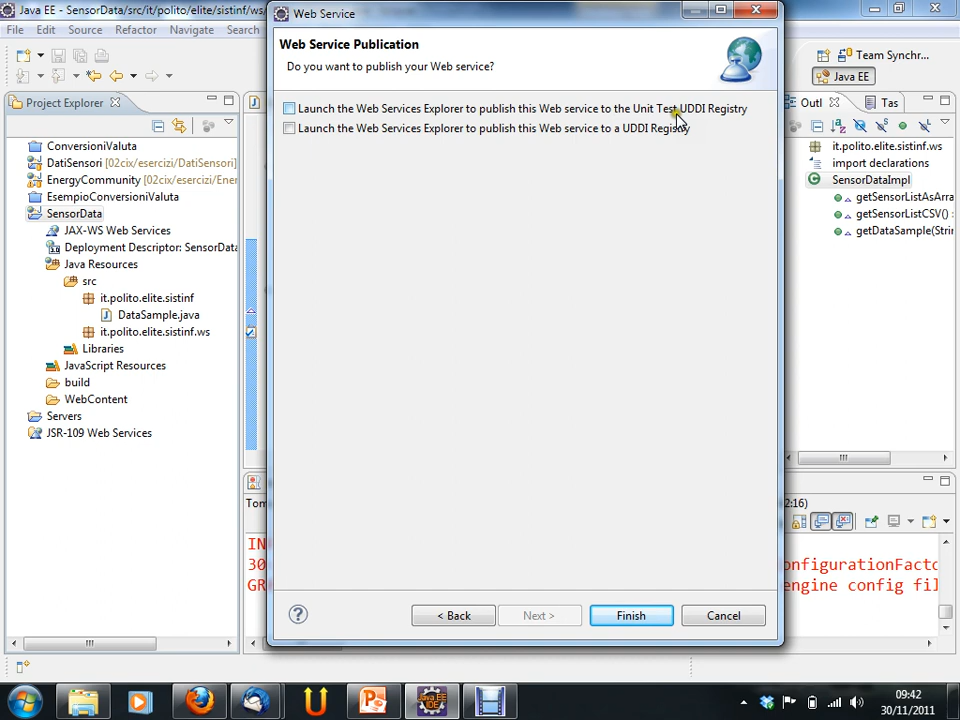 Java EE - SensorData/src/it/polito/elite/sistinf/ws/
Web Service
File Edit Source Refactor Navigate Search
Web Service Publication
Do you want to publish your Web service?
Team Synchr...
Java EE
Project Explorer
Outl
Tas
Launch the Web Services Explorer to publish this Web service to the Unit Test UDDI Registry
Launch the Web Services Explorer to publish this Web service to a UDDI Registry
ConversioniValuta
DatiSensori [02cix/esercizi/DatiSensori]
EnergyCommunity [02cix/esercizi/Ener
EsempioConversioniValuta
SensorData
JAX-WS Web Services
Deployment Descriptor: SensorData
Java Resources
src
it.polito.elite.sistinf
DataSample.java
it.polito.elite.sistinf.ws
Libraries
JavaScript Resources
build
WebContent
Servers
JSR-109 Web Services
it.polito.elite.sistinf.ws
import declarations
SensorDataImpl
getSensorListAsArra
getSensorListCSV() :
getDataSample(Strin
Tom
2:16)
IN
30
onfigurationFacto
GR
engine config fil
< Back
Next >
Finish
Cancel
09:42
30/11/2011